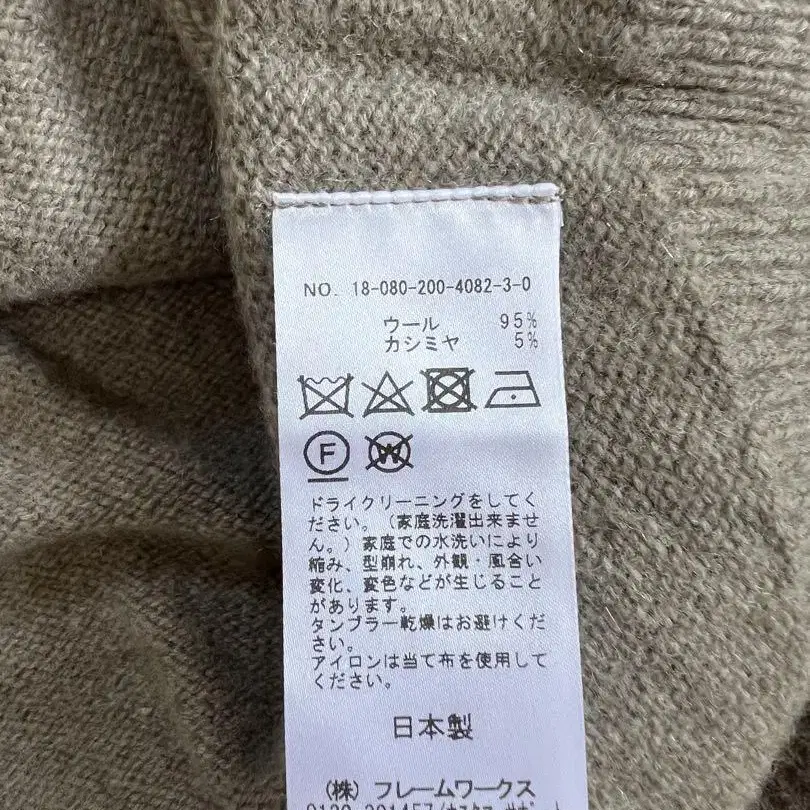 NO. 18-080-200-4082-3-0
ウール 95%
カシミヤ 5%
F W
ドライクリーニングをしてく
ださい。（家庭洗濯出来ませ
ん。）家庭での水洗いにより
縮み、型崩れ、外観・風合い
変化、変色などが生じること
があります。
タンブラー乾燥はお避けくだ
さい。
アイロンは当て布を使用して
ください。
日本製
（株）フレームワークス